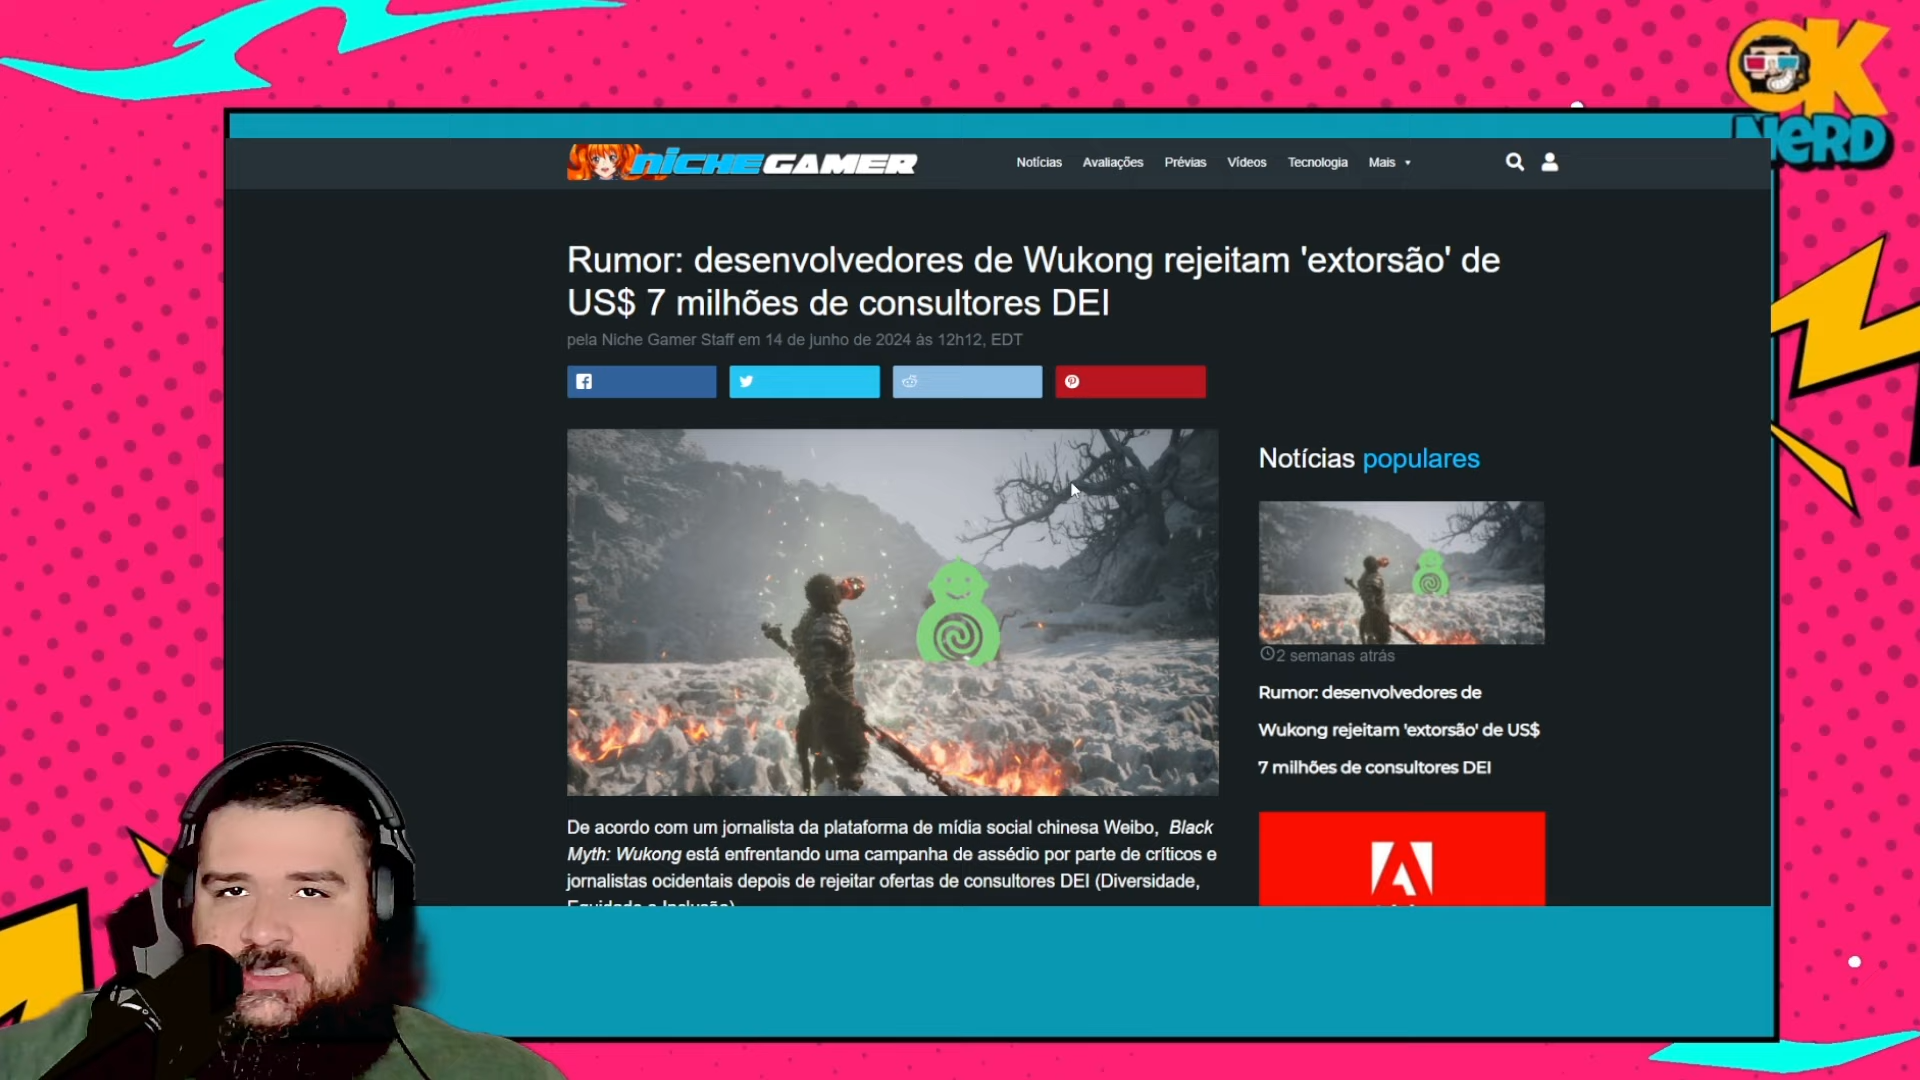 OK
NeRD
NiCHEGAMER
Notícias Avaliações Prévias Vídeos Tecnologia Mais
Rumor: desenvolvedores de Wukong rejeitam 'extorsão' de
US$ 7 milhões de consultores DEI
pela Niche Gamer Staff em 14 de junho de 2024 às 12h12, EDT
Notícias populares
2 semanas atrás
Rumor: desenvolvedores de
Wukong rejeitam 'extorsão' de US$
7 milhões de consultores DEI
De acordo com um jornalista da plataforma de mídia social chinesa Weibo, Black
Myth: Wukong está enfrentando uma campanha de assédio por parte de críticos e
jornalistas ocidentais depois de rejeitar ofertas de consultores DEI (Diversidade,
Equidade e Inclusão)